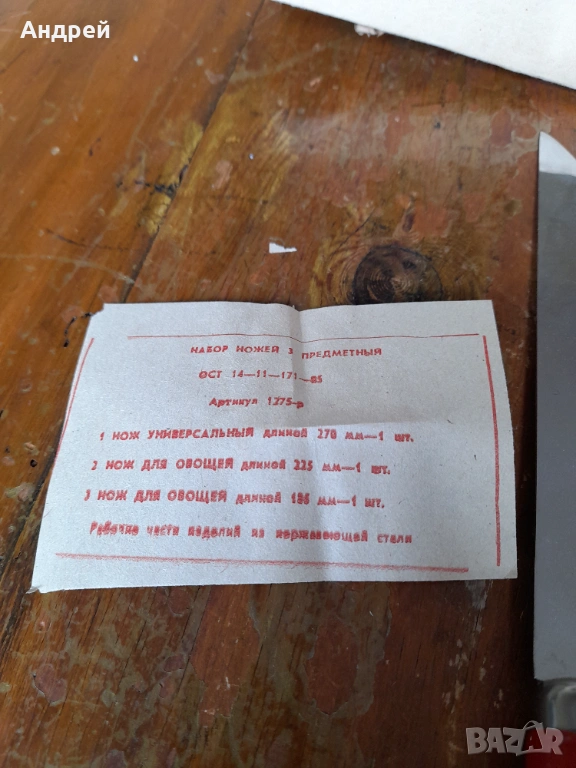 Андрей
НАБОР НОЖЕЙ 3 ПРЕДМЕТНЫЙ
ОСТ 14—11—171—85
Артикул 1275-р
1 НОЖ УНИВЕРСАЛЬНЫЙ длиной 270 мм—1 шт.
2 НОЖ ДЛЯ ОВОЩЕЙ длиной 225 мм—1 шт.
3 НОЖ ДЛЯ ОВОЩЕЙ длиной 185 мм—1 шт.
Рабочие части изделий из нержавеющей стали
BAZAR